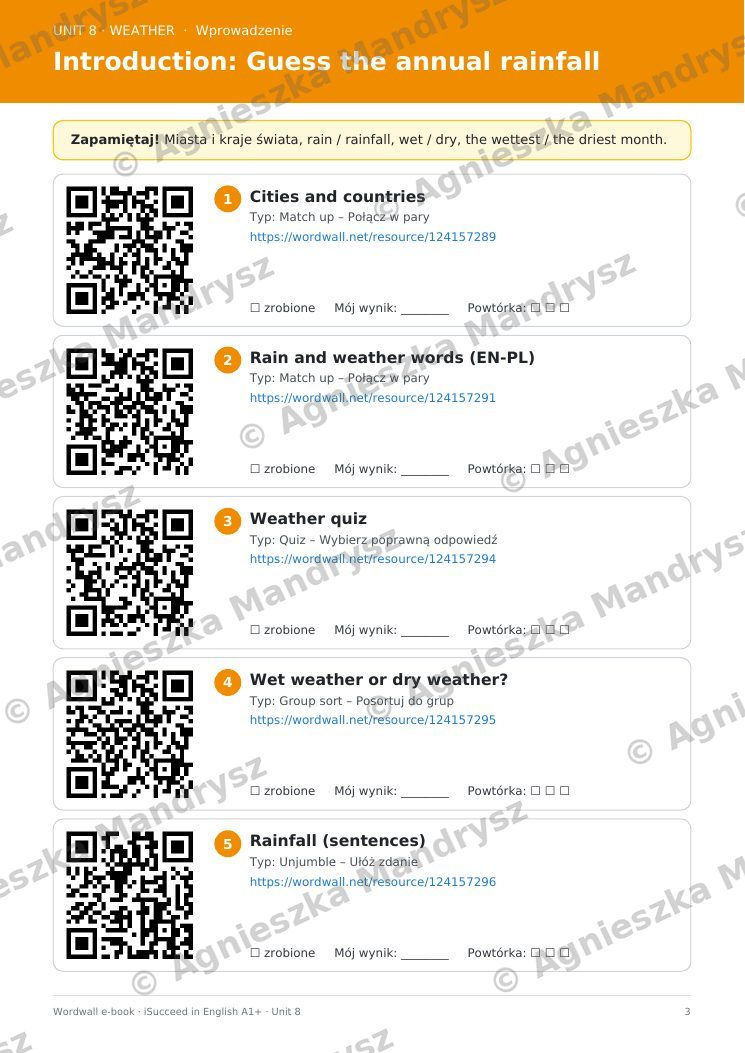 UNIT 8 · WEATHER · Wprowadzenie
Introduction: Guess the annual rainfall
Zapamiętaj! Miasta i kraje świata, rain / rainfall, wet / dry, the wettest / the driest month.
1 Cities and countries
Typ: Match up – Połącz w pary
https://wordwall.net/resource/124157289
☐ zrobione Mój wynik: ________ Powtórka: ☐ ☐ ☐
2 Rain and weather words (EN-PL)
Typ: Match up – Połącz w pary
https://wordwall.net/resource/124157291
☐ zrobione Mój wynik: ________ Powtórka: ☐ ☐ ☐
3 Weather quiz
Typ: Quiz – Wybierz poprawną odpowiedź
https://wordwall.net/resource/124157294
☐ zrobione Mój wynik: ________ Powtórka: ☐ ☐ ☐
4 Wet weather or dry weather?
Typ: Group sort – Posortuj do grup
https://wordwall.net/resource/124157295
☐ zrobione Mój wynik: ________ Powtórka: ☐ ☐ ☐
5 Rainfall (sentences)
Typ: Unjumble – Ułóż zdanie
https://wordwall.net/resource/124157296
☐ zrobione Mój wynik: ________ Powtórka: ☐ ☐ ☐
Wordwall e-book · iSucceed in English A1+ · Unit 8 3
© Agnieszka Mandrysz